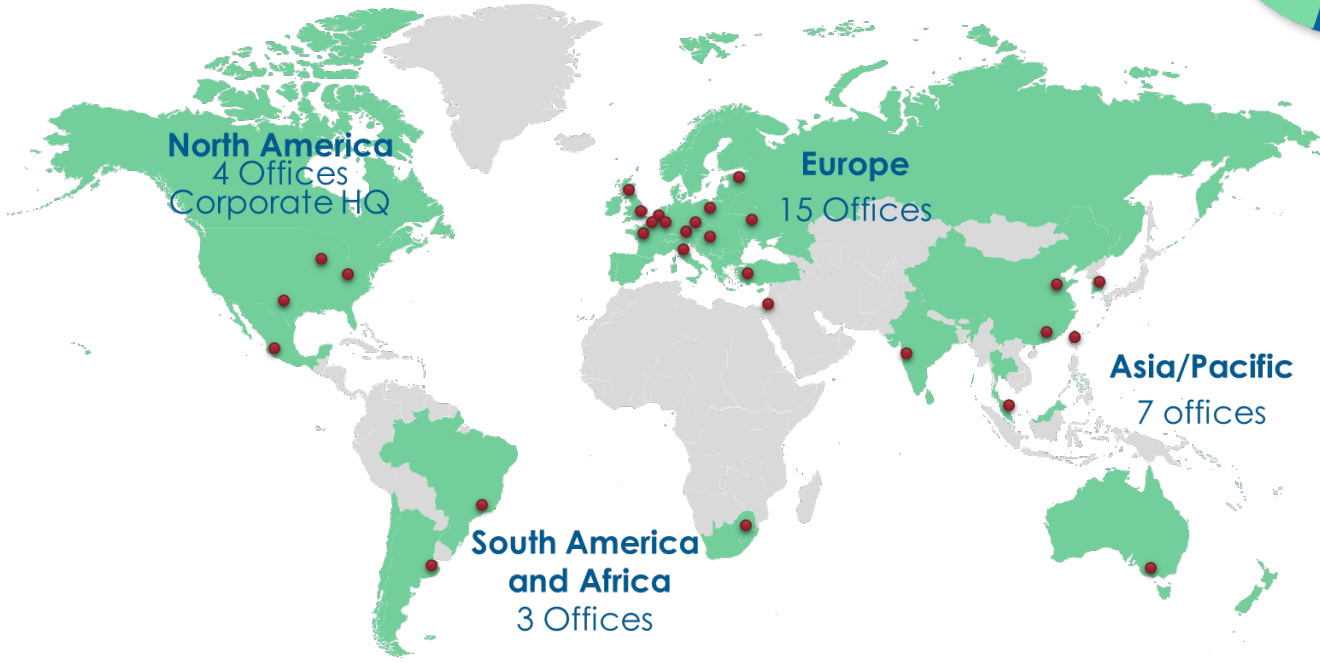 North America
4 Offices
Corporate HQ
Europe
15 Offices
Asia/Pacific
7 offices
South America
and Africa
3 Offices